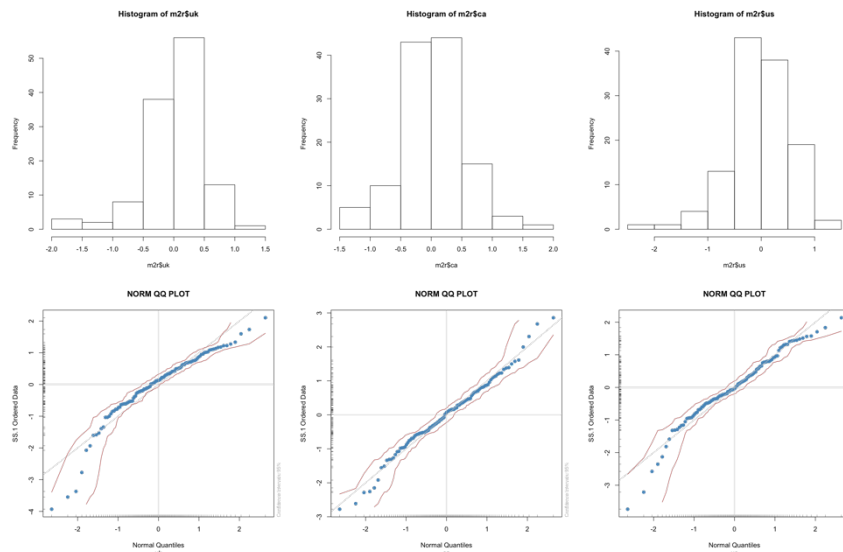 Histogram of m2r$uk
Histogram of m2r$ca
Histogram of m2r$us
Frequency
0 10 20 30 40 50
-2.0 -1.5 -1.0 -0.5 0.0 0.5 1.0 1.5
m2r$uk
Frequency
0 10 20 30 40
-1.5 -1.0 -0.5 0.0 0.5 1.0 1.5 2.0
m2r$ca
Frequency
0 10 20 30 40
-2 -1 0 1
m2r$us
NORM QQ PLOT
NORM QQ PLOT
NORM QQ PLOT
SS.1 Ordered Data
-4 -3 -2 -1 0 1 2
-2 -1 0 1 2
Normal Quantiles
Confidence Intervals: 95%
SS.1 Ordered Data
-3 -2 -1 0 1 2 3
-2 -1 0 1 2
Normal Quantiles
Confidence Intervals: 95%
SS.1 Ordered Data
-3 -2 -1 0 1 2
-2 -1 0 1 2
Normal Quantiles